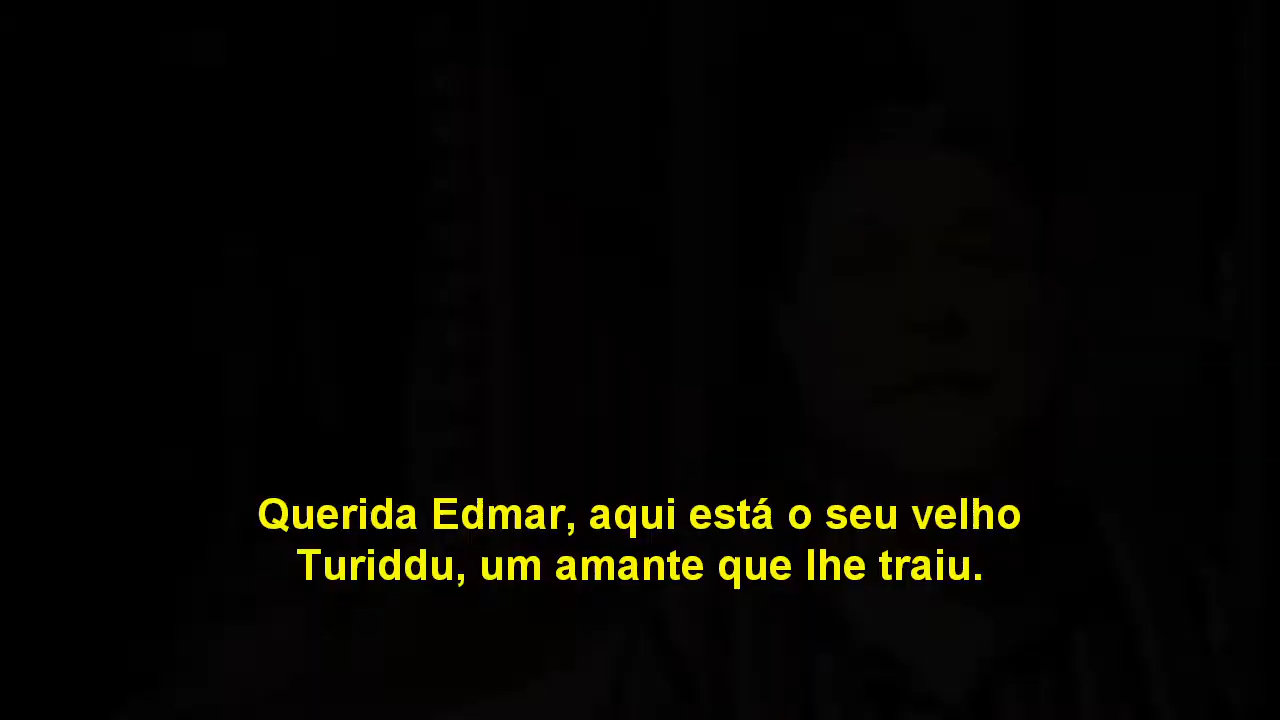 Querida Edmar, aqui está o seu velho
Turiddu, um amante que lhe traiu.